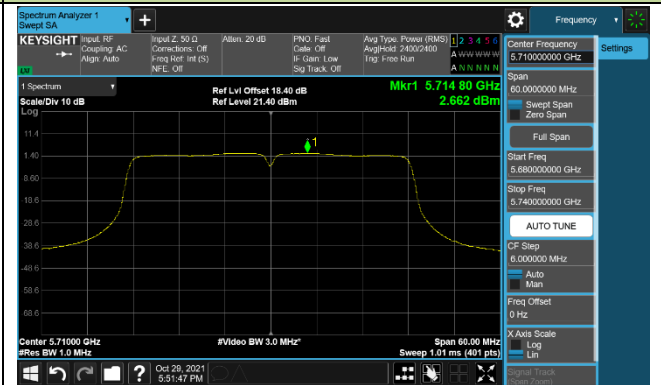 Spectrum Analyzer 1
Swept SA
Frequency
KEYSIGHT
Input: RF
Coupling: AC
Align: Auto
Input Z: 50 Ω
Corrections: Off
Freq Ref: Int (S)
NFE: Off
Atten: 20 dB
PNO: Fast
Gate: Off
IF Gain: Low
Sig Track: Off
Avg Type: Power (RMS)
Avg|Hold: 2400/2400
Trig: Free Run
1 2 3 4 5 6
A W W W W W
A N N N N N
LXI
1 Spectrum
Scale/Div 10 dB
Log
Ref Lvl Offset 18.40 dB
Ref Level 21.40 dBm
Mkr1 5.714 80 GHz
2.662 dBm
1
11.4
1.40
-8.60
-18.6
-28.6
-38.6
-48.6
-58.6
-68.6
Center 5.71000 GHz
#Res BW 1.0 MHz
#Video BW 3.0 MHz*
Span 60.00 MHz
Sweep 1.01 ms (401 pts)
Oct 29, 2021
5:51:47 PM
Center Frequency
5.710000000 GHz
Settings
Span
60.0000000 MHz
Swept Span
Zero Span
Full Span
Start Freq
5.680000000 GHz
Stop Freq
5.740000000 GHz
AUTO TUNE
CF Step
6.000000 MHz
Auto
Man
Freq Offset
0 Hz
X Axis Scale
Log
Lin
Signal Track
(Span Zoom)